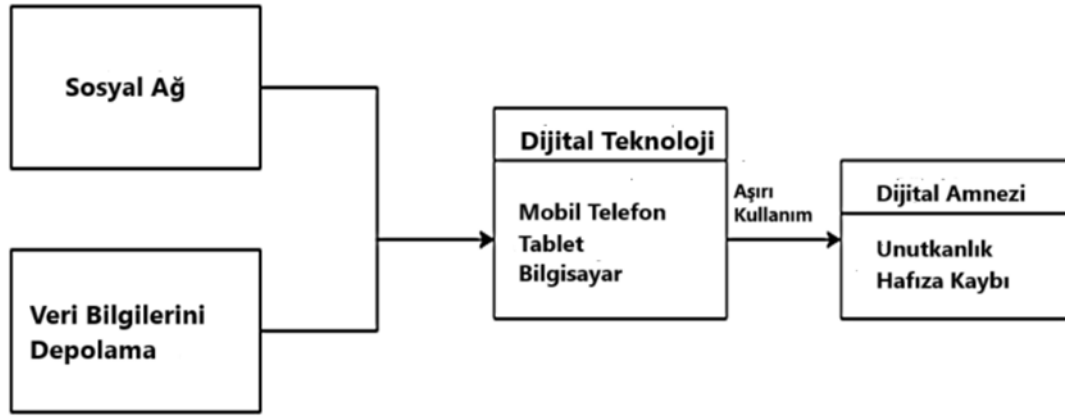 Sosyal Ağ
Veri Bilgilerini
Depolama
Dijital Teknoloji
Mobil Telefon
Tablet
Bilgisayar
Aşırı
Kullanım
Dijital Amnezi
Unutkanlık
Hafıza Kaybı